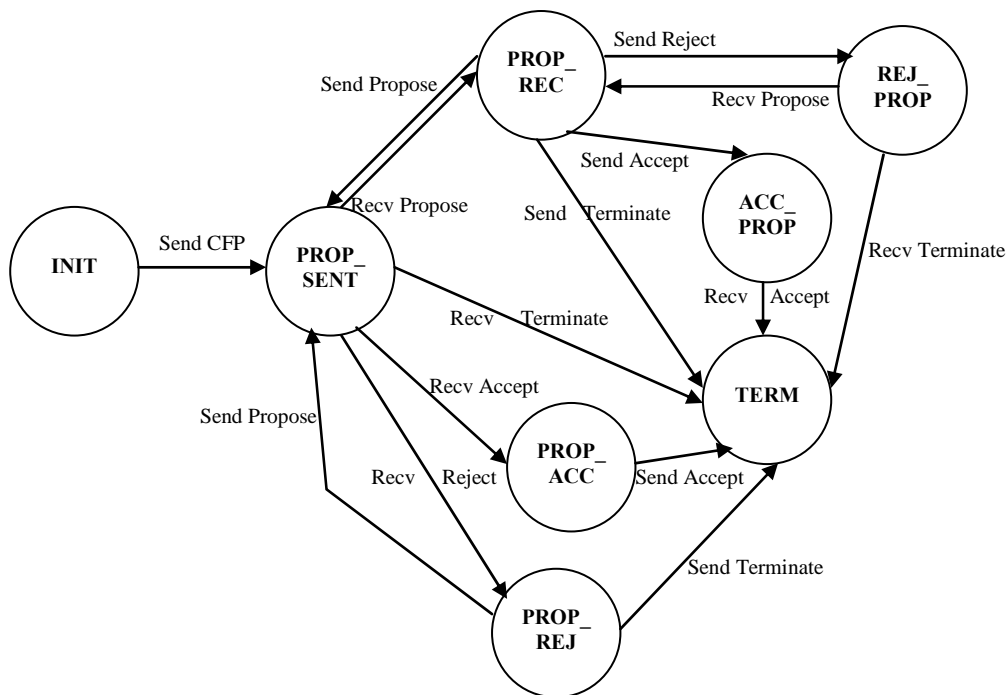 Send Reject
PROP_
REC
REJ_
PROP
Send Propose
Recv Propose
Send Accept
ACC_
PROP
Recv Propose
Send Terminate
Send CFP
INIT
PROP_
SENT
Recv Terminate
Recv Accept
Recv Terminate
TERM
Recv Accept
Send Propose
PROP_
ACC
Recv Reject
Send Accept
Send Terminate
PROP_
REJ